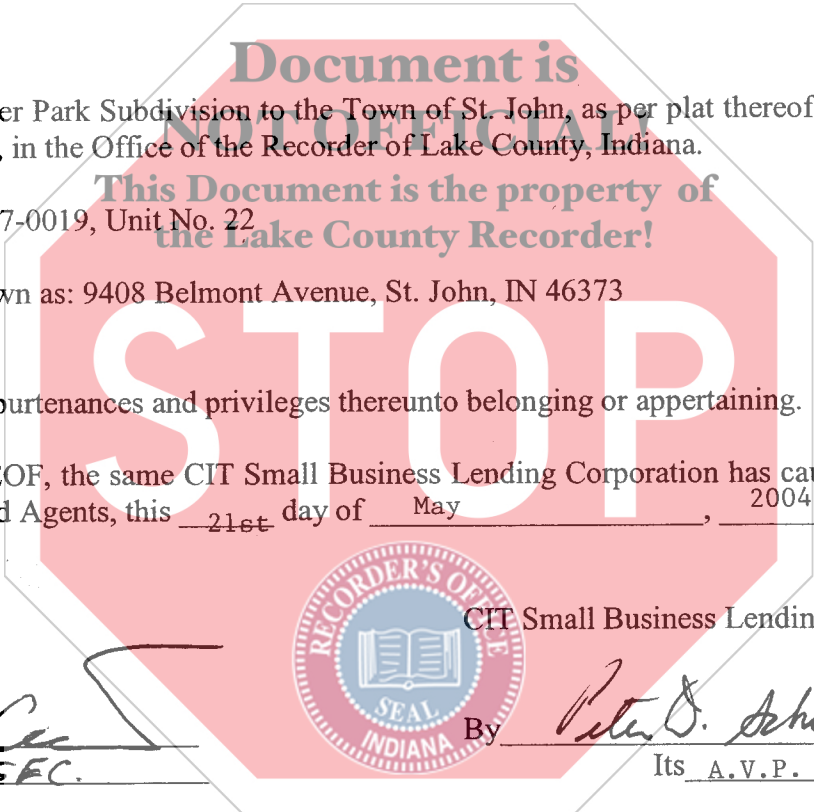 Document is
er Park Subdivision to the Town of St. John, as per plat thereof
NOT OFFICIAL!
, in the Office of the Recorder of Lake County, Indiana.
This Document is the property of
7-0019, Unit No. 22
the Lake County Recorder!
wn as: 9408 Belmont Avenue, St. John, IN 46373
STOP
purtenances and privileges thereunto belonging or appertaining.
OF, the same CIT Small Business Lending Corporation has cau
d Agents, this 21st day of May, 2004
RECORDER'S OFFICE
SEAL
INDIANA
CIT Small Business Lendin
By Peter D. Sch
Its A.V.P.